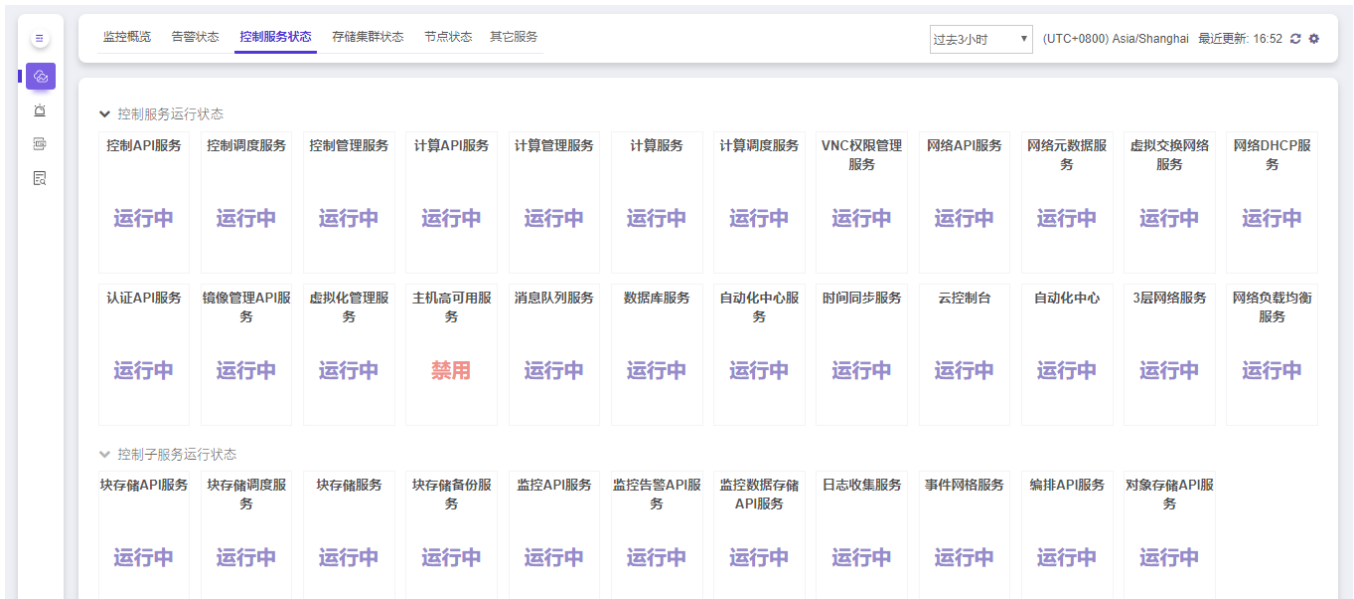 监控概览 告警状态 控制服务状态 存储集群状态 节点状态 其它服务 过去3小时 (UTC+0800) Asia/Shanghai 最近更新: 16:52
控制服务运行状态
控制API服务 控制调度服务 控制管理服务 计算API服务 计算管理服务 计算服务 计算调度服务 VNC权限管理 网络API服务 网络元数据服 虚拟交换网络 网络DHCP服
服务 务 服务 务
运行中 运行中 运行中 运行中 运行中 运行中 运行中 运行中 运行中 运行中 运行中 运行中
认证API服务 镜像管理API服 虚拟化管理服 主机高可用服 消息队列服务 数据库服务 自动化中心服 时间同步服务 云控制台 自动化中心 3层网络服务 网络负载均衡
务 务 务 务 服务
运行中 运行中 运行中 禁用 运行中 运行中 运行中 运行中 运行中 运行中 运行中 运行中
控制子服务运行状态
块存储API服务 块存储调度服 块存储服务 块存储备份服 监控API服务 监控告警API服 监控数据存储 日志收集服务 事件网格服务 编排API服务 对象存储API服
务 务 务 API服务 务
运行中 运行中 运行中 运行中 运行中 运行中 运行中 运行中 运行中 运行中 运行中